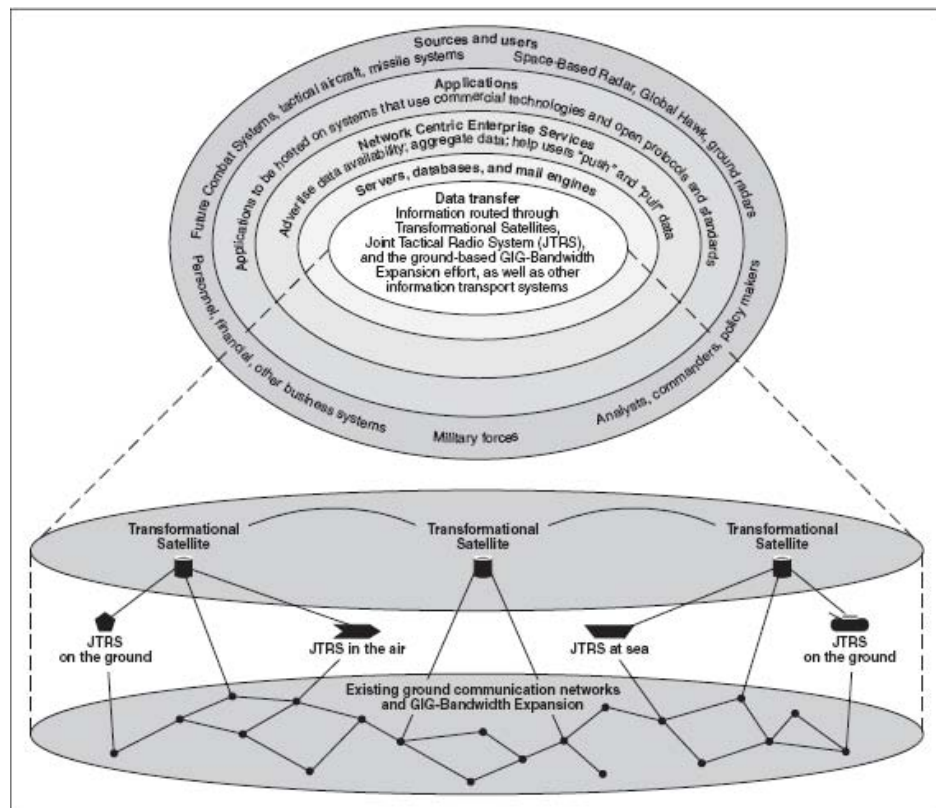 Sources and users
Future Combat Systems, tactical aircraft, missile systems
Space-Based Radar, Global Hawk, ground radars
Applications
Applications to be hosted on systems that use commercial technologies and open protocols and standards
Network Centric Enterprise Services
Advertise data availability; aggregate data; help users "push" and "pull" data
Servers, databases, and mail engines
Data transfer
Information routed through
Transformational Satellites,
Joint Tactical Radio System (JTRS),
and the ground-based GIG-Bandwidth
Expansion effort, as well as other
information transport systems
Personnel, financial, other business systems
Military forces
Analysts, commanders, policy makers
Transformational
Satellite
Transformational
Satellite
Transformational
Satellite
JTRS
on the ground
JTRS in the air
JTRS at sea
JTRS
on the ground
Existing ground communication networks
and GIG-Bandwidth Expansion